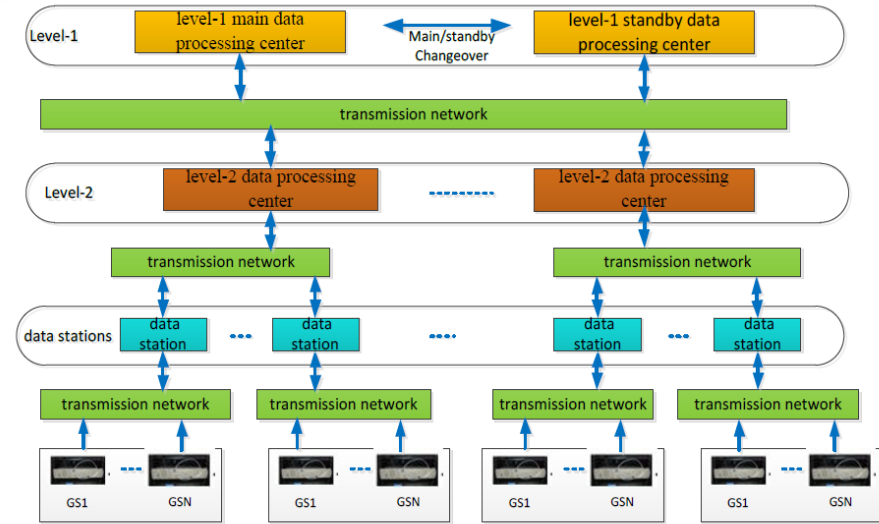 Level-1
level-1 main data
processing center
Main/standby
Changeover
level-1 standby data
processing center
transmission network
Level-2
level-2 data processing
center
level-2 data processing
center
transmission network
transmission network
data stations
data
station
data
station
data
station
data
station
transmission network
transmission network
transmission network
transmission network
GS1
GSN
GS1
GSN
GS1
GSN
GS1
GSN